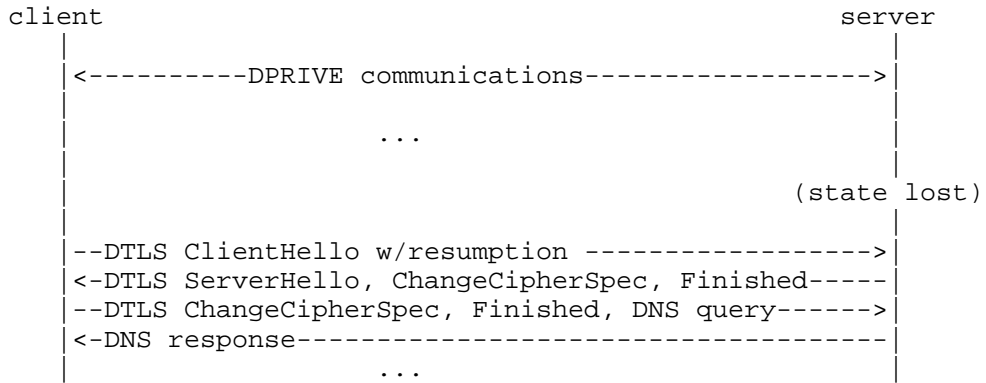 client server
<----------DPRIVE communications------------------>
...
(state lost)
--DTLS ClientHello w/resumption ------------------>
<-DTLS ServerHello, ChangeCipherSpec, Finished-----
--DTLS ChangeCipherSpec, Finished, DNS query------>
<-DNS response-------------------------------------
...